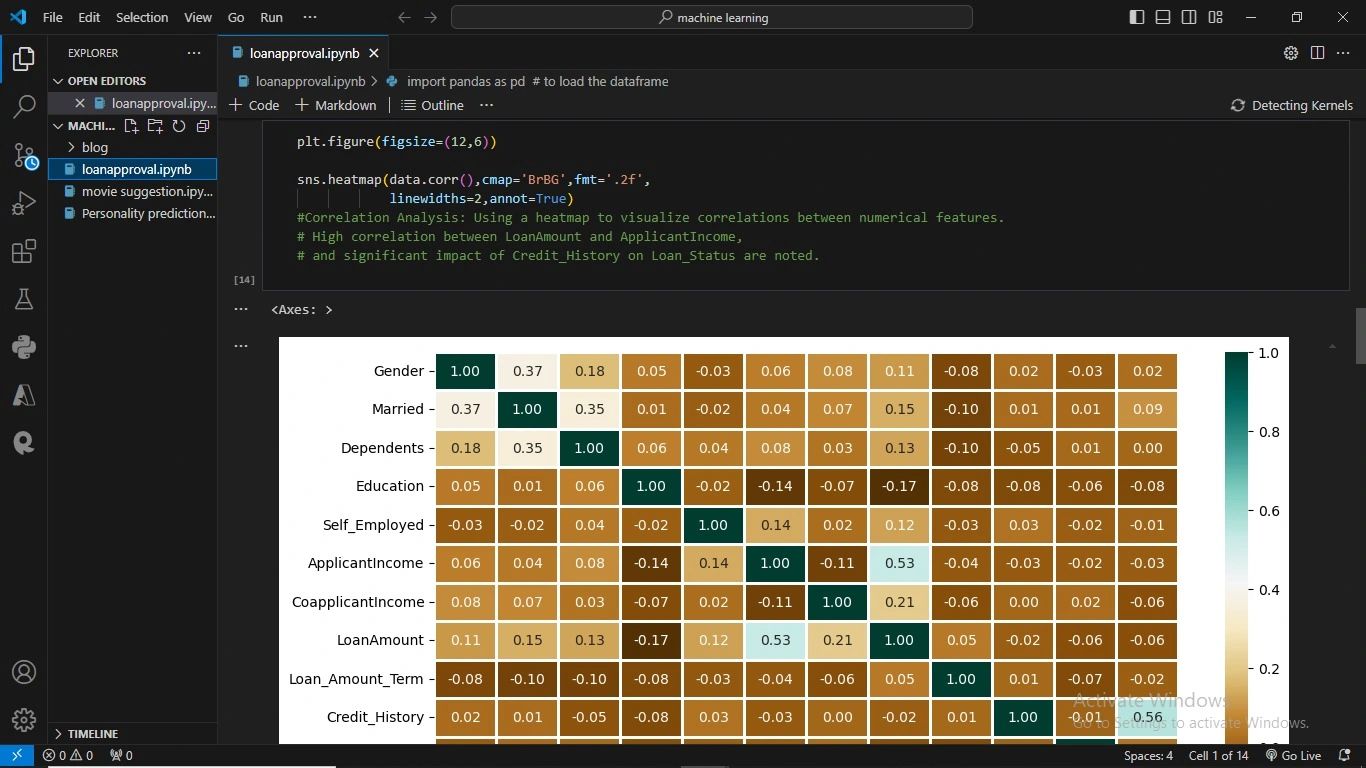 File Edit Selection View Go Run ...
machine learning
EXPLORER ...
loanapproval.ipynb
OPEN EDITORS
loanapproval.ipy...
loanapproval.ipynb > import pandas as pd # to load the dataframe
+ Code + Markdown Outline ...
Detecting Kernels
MACHI...
blog
loanapproval.ipynb
movie suggestion.ipy...
Personality prediction...
plt.figure(figsize=(12,6))
sns.heatmap(data.corr(),cmap='BrBG',fmt='.2f',
linewidths=2,annot=True)
#Correlation Analysis: Using a heatmap to visualize correlations between numerical features.
# High correlation between LoanAmount and ApplicantIncome,
# and significant impact of Credit_History on Loan_Status are noted.
[14]
... <Axes: >
...
Gender 1.00 0.37 0.18 0.05 -0.03 0.06 0.08 0.11 -0.08 0.02 -0.03 0.02
Married 0.37 1.00 0.35 0.01 -0.02 0.04 0.07 0.15 -0.10 0.01 0.01 0.09
Dependents 0.18 0.35 1.00 0.06 0.04 0.08 0.03 0.13 -0.10 -0.05 0.01 0.00
Education 0.05 0.01 0.06 1.00 -0.02 -0.14 -0.07 -0.17 -0.08 -0.08 -0.06 -0.08
Self_Employed -0.03 -0.02 0.04 -0.02 1.00 0.14 0.02 0.12 -0.03 0.03 -0.02 -0.01
ApplicantIncome 0.06 0.04 0.08 -0.14 0.14 1.00 -0.11 0.53 -0.04 -0.03 -0.02 -0.03
CoapplicantIncome 0.08 0.07 0.03 -0.07 0.02 -0.11 1.00 0.21 -0.06 0.00 0.02 -0.06
LoanAmount 0.11 0.15 0.13 -0.17 0.12 0.53 0.21 1.00 0.05 -0.02 -0.06 -0.06
Loan_Amount_Term -0.08 -0.10 -0.10 -0.08 -0.03 -0.04 -0.06 0.05 1.00 0.01 -0.07 -0.02
Credit_History 0.02 0.01 -0.05 -0.08 0.03 -0.03 0.00 -0.02 0.01 1.00 -0.01 0.56
1.0
0.8
0.6
0.4
0.2
Activate Windows
Go to Settings to activate Windows.
TIMELINE
0 0 0
Spaces: 4 Cell 1 of 14 Go Live